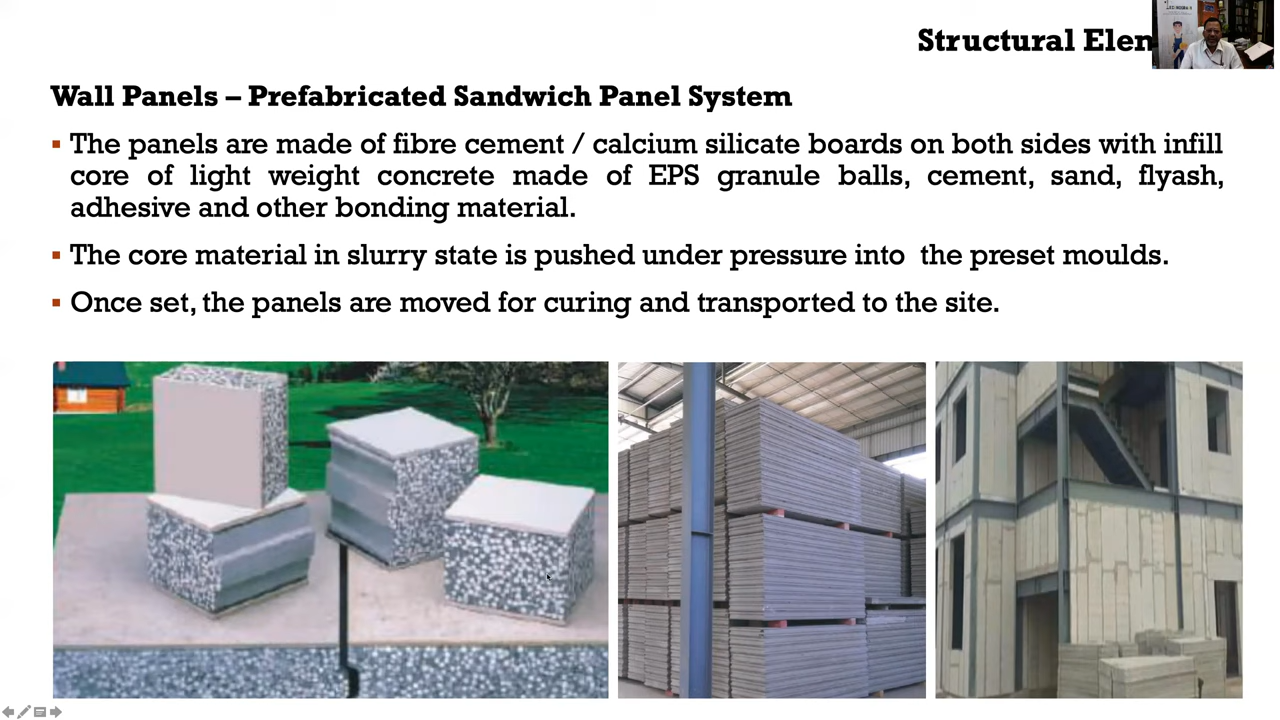 Structural Elem
Wall Panels – Prefabricated Sandwich Panel System
▪ The panels are made of fibre cement / calcium silicate boards on both sides with infill
core of light weight concrete made of EPS granule balls, cement, sand, flyash,
adhesive and other bonding material.
▪ The core material in slurry state is pushed under pressure into the preset moulds.
▪ Once set, the panels are moved for curing and transported to the site.